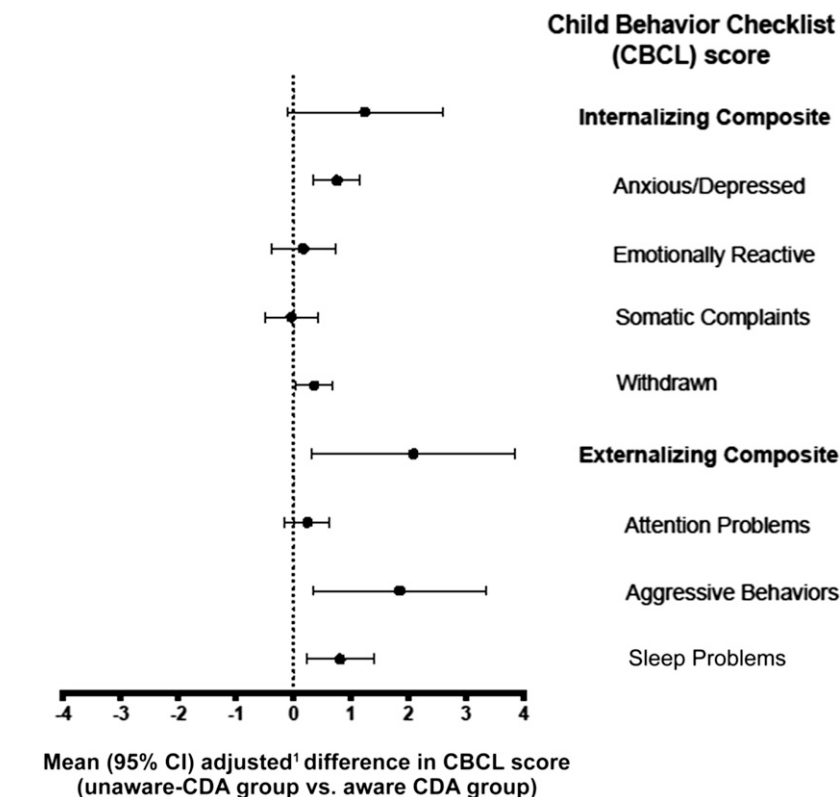 Child Behavior Checklist
(CBCL) score
Internalizing Composite
Anxious/Depressed
Emotionally Reactive
Somatic Complaints
Withdrawn
Externalizing Composite
Attention Problems
Aggressive Behaviors
Sleep Problems
-4 -3 -2 -1 0 1 2 3 4
Mean (95% CI) adjusted¹ difference in CBCL score
(unaware-CDA group vs. aware CDA group)